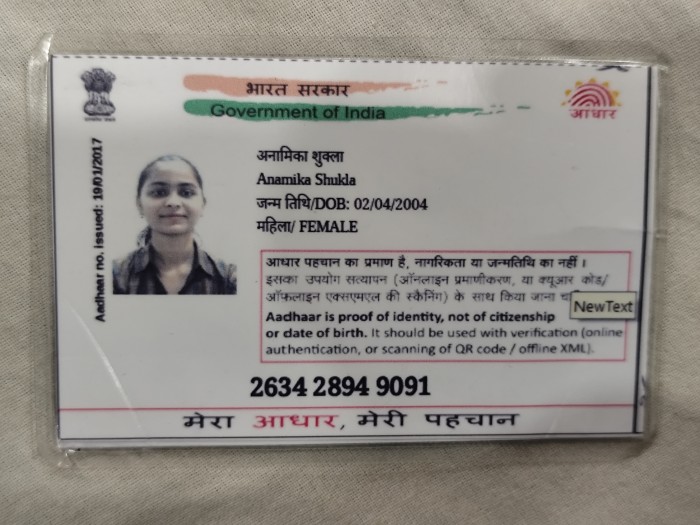 भारत सरकार
Government of India
आधार
Aadhaar no. issued: 19/01/2017
अनामिका शुक्ला
Anamika Shukla
जन्म तिथि/DOB: 02/04/2004
महिला/ FEMALE
आधार पहचान का प्रमाण है, नागरिकता या जन्मतिथि का नहीं।
इसका उपयोग सत्यापन (ऑनलाइन प्रमाणीकरण, या क्यूआर कोड/
ऑफलाइन एक्सएमएल की स्कैनिंग) के साथ किया जाना
NewText
Aadhaar is proof of identity, not of citizenship
or date of birth. It should be used with verification (online
authentication, or scanning of QR code / offline XML).
2634 2894 9091
मेरा आधार, मेरी पहचान